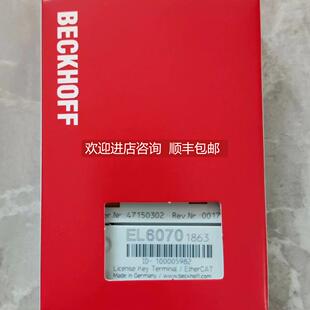 BECKHOFF
欢迎进店咨询 顺丰包邮
er.Nr 47150302 Rev.Nr 0017
EL6070 1863
ID- 100005982
License Key Terminal / EtherCAT
Made in Germany / www.beckhoff.com